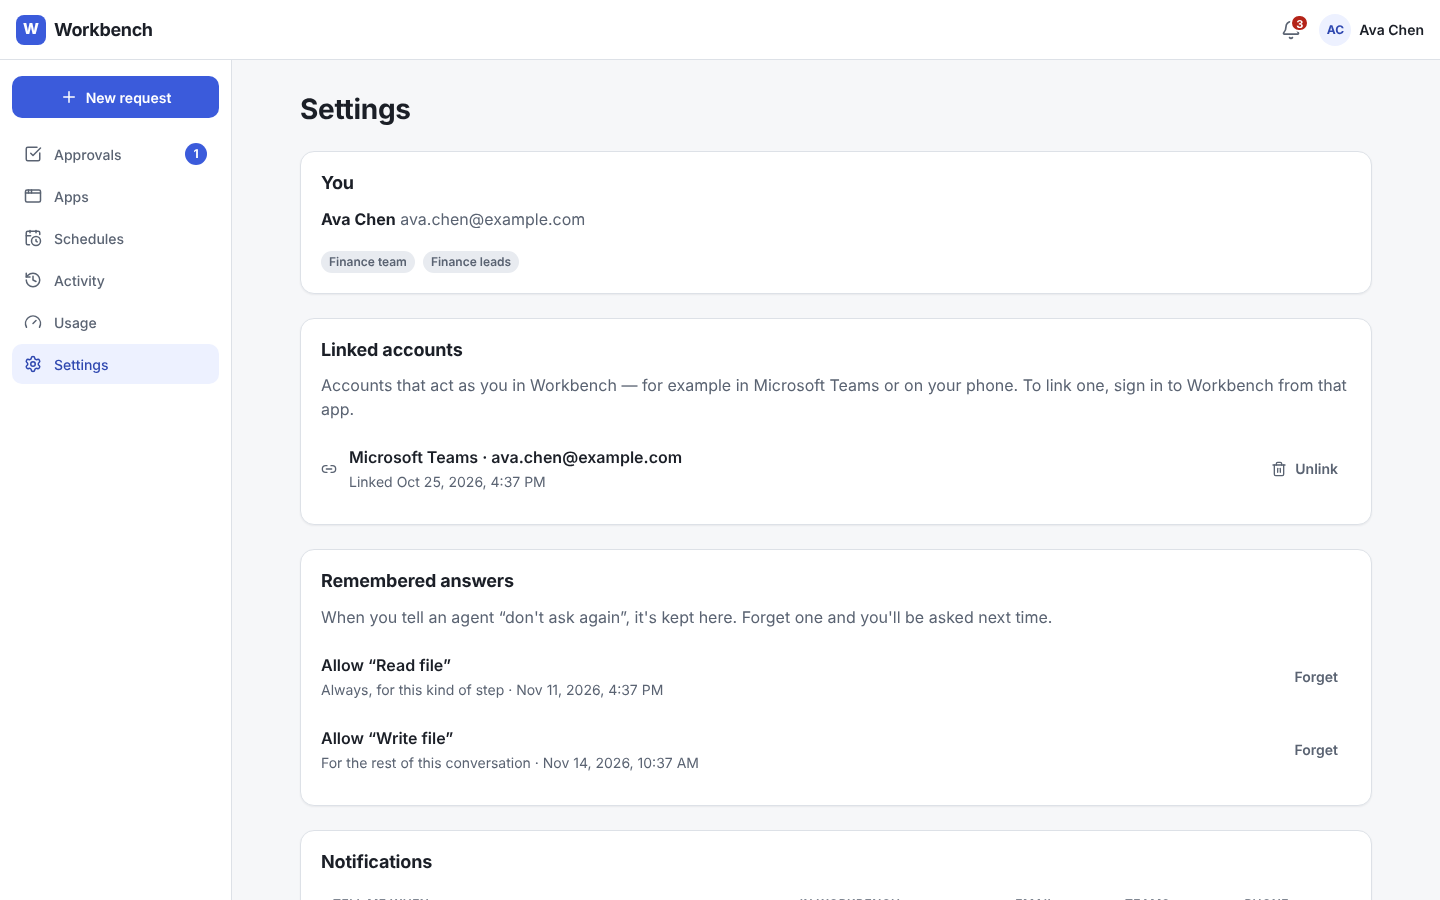 W Workbench
3
AC Ava Chen
New request
Approvals 1
Apps
Schedules
Activity
Usage
Settings
Settings
You
Ava Chen ava.chen@example.com
Finance team Finance leads
Linked accounts
Accounts that act as you in Workbench — for example in Microsoft Teams or on your phone. To link one, sign in to Workbench from that
app.
Microsoft Teams · ava.chen@example.com
Linked Oct 25, 2026, 4:37 PM
Unlink
Remembered answers
When you tell an agent “don't ask again”, it's kept here. Forget one and you'll be asked next time.
Allow “Read file”
Always, for this kind of step · Nov 11, 2026, 4:37 PM
Forget
Allow “Write file”
For the rest of this conversation · Nov 14, 2026, 10:37 AM
Forget
Notifications